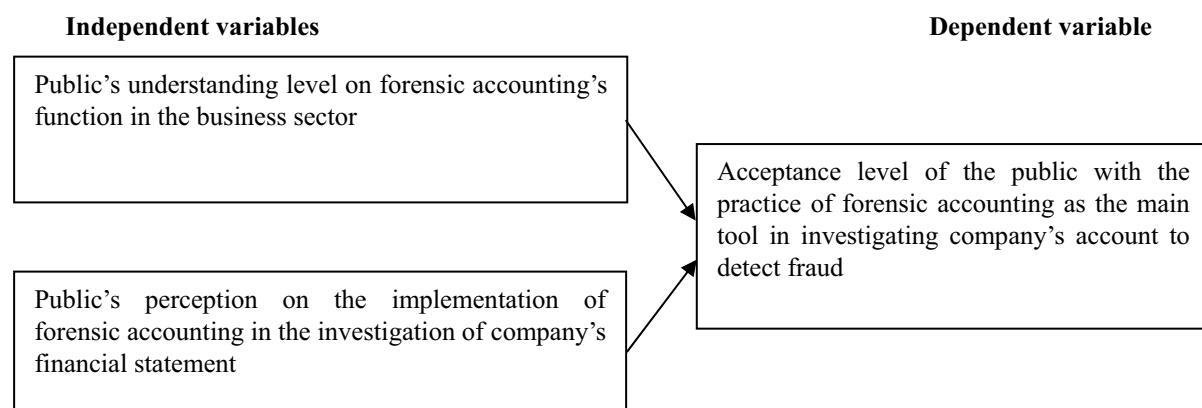 Independent variables
Dependent variable
Public’s understanding level on forensic accounting’s
function in the business sector
Acceptance level of the public with the
practice of forensic accounting as the main
tool in investigating company’s account to
detect fraud
Public’s perception on the implementation of
forensic accounting in the investigation of company’s
financial statement